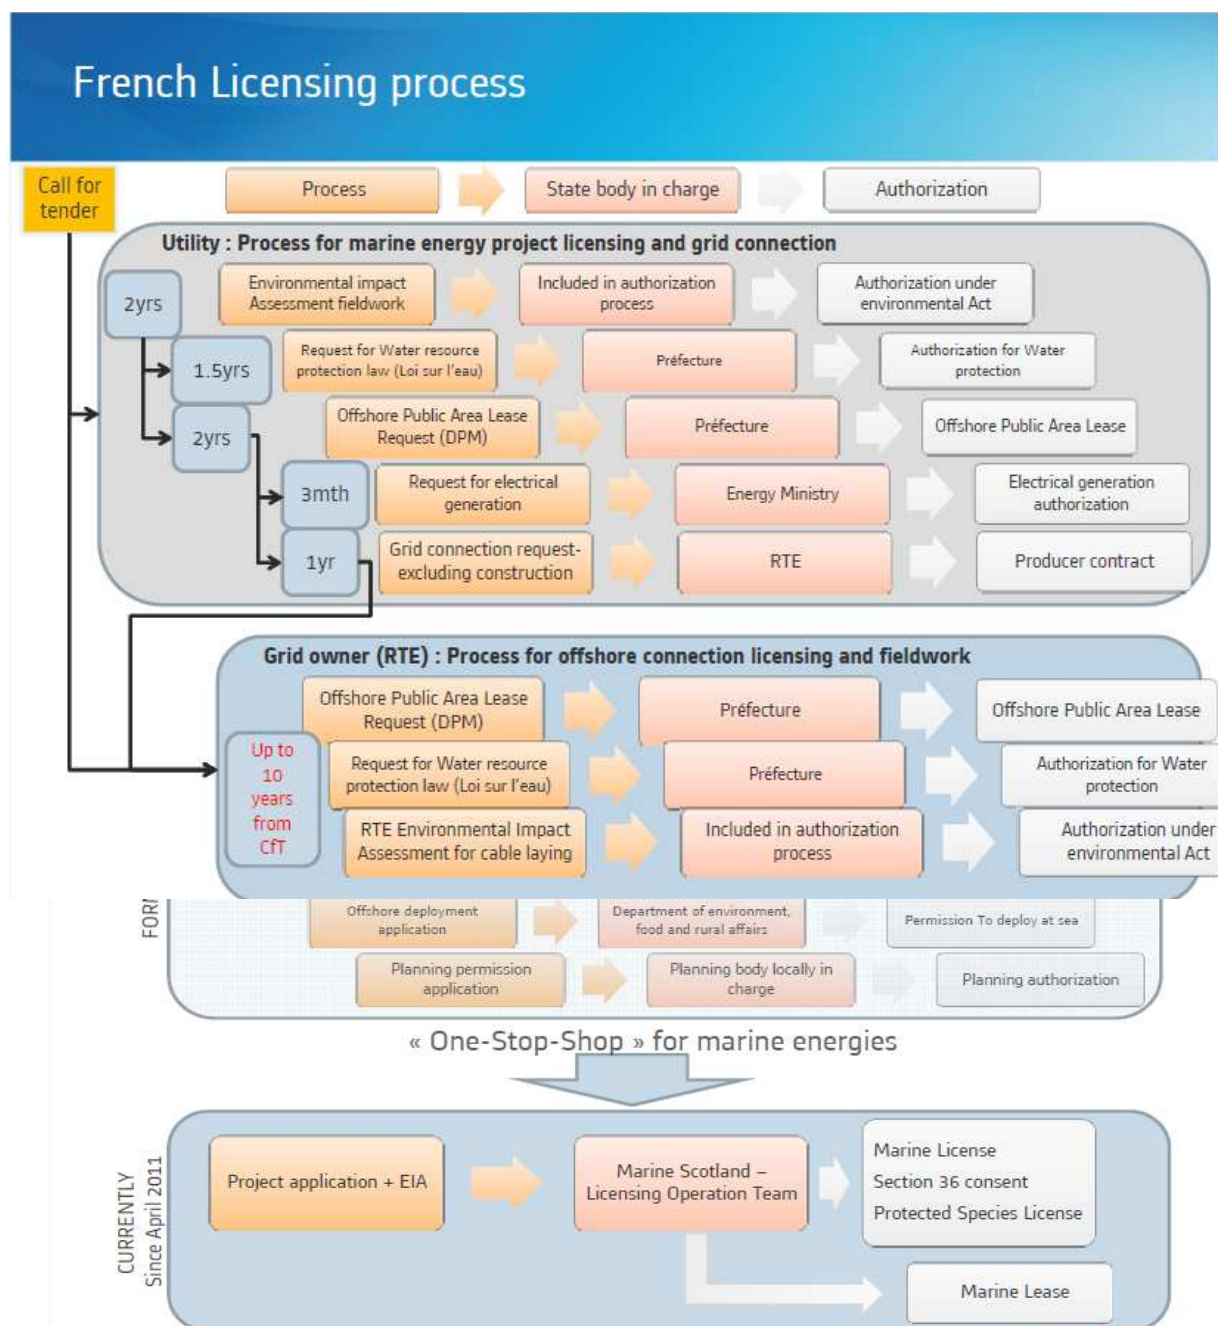 French Licensing process
Call for
tender
Process
State body in charge
Authorization
Utility : Process for marine energy project licensing and grid connection
2yrs
Environmental impact
Assessment fieldwork
Included in authorization
process
Authorization under
environmental Act
1.5yrs
Request for Water resource
protection law (Loi sur l'eau)
Préfecture
Authorization for Water
protection
2yrs
Offshore Public Area Lease
Request (DPM)
Préfecture
Offshore Public Area Lease
3mth
Request for electrical
generation
Energy Ministry
Electrical generation
authorization
1yr
Grid connection request-
excluding construction
RTE
Producer contract
Grid owner (RTE) : Process for offshore connection licensing and fieldwork
Up to
10
years
from
CfT
Offshore Public Area Lease
Request (DPM)
Préfecture
Offshore Public Area Lease
Request for Water resource
protection law (Loi sur l'eau)
Préfecture
Authorization for Water
protection
RTE Environmental Impact
Assessment for cable laying
Included in authorization
process
Authorization under
environmental Act
Offshore deployment
application
Department of environment,
food and rural affairs
Permission To deploy at sea
Planning permission
application
Planning body locally in
charge
Planning authorization
« One-Stop-Shop » for marine energies
CURRENTLY
Since April 2011
Project application + EIA
Marine Scotland –
Licensing Operation Team
Marine License
Section 36 consent
Protected Species License
Marine Lease